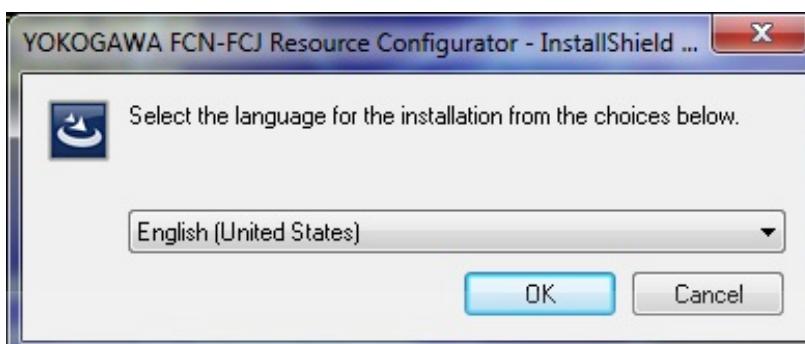 YOKOGAWA FCN-FCJ Resource Configurator - InstallShield ...
Select the language for the installation from the choices below.
English (United States)
OK
Cancel